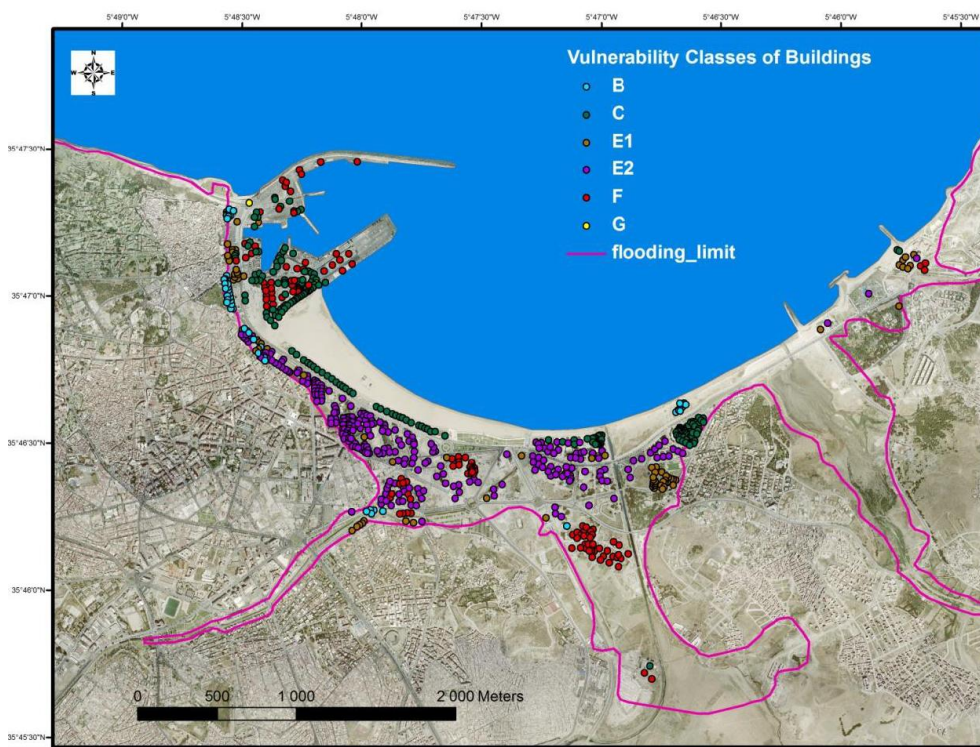 5°49'0"W 5°48'30"W 5°48'0"W 5°47'30"W 5°47'0"W 5°46'30"W 5°46'0"W 5°45'30"W
N
W E
S
Vulnerability Classes of Buildings
B
C
E1
E2
F
G
flooding_limit
35°47'30"N
35°47'0"N
35°46'30"N
35°46'0"N
35°45'30"N
0 500 1 000 2 000 Meters